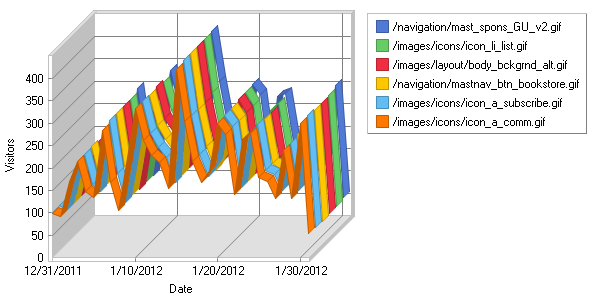 /navigation/mast_spons_GU_v2.gif
/images/icons/icon_li_list.gif
/images/layout/body_bckgrnd_alt.gif
/navigation/mastnav_btn_bookstore.gif
/images/icons/icon_a_subscribe.gif
/images/icons/icon_a_comm.gif
Visitors
400
350
300
250
200
150
100
50
0
12/31/2011 1/10/2012 1/20/2012 1/30/2012
Date